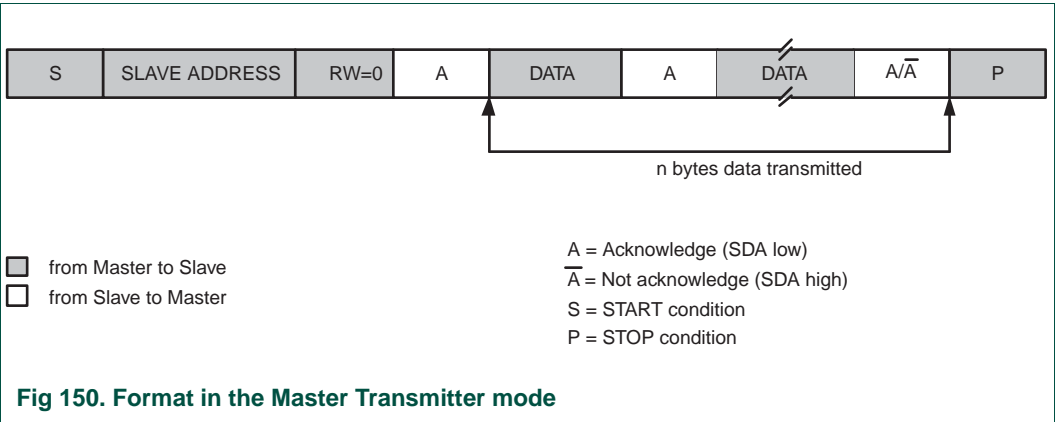 S SLAVE ADDRESS RW=0 A DATA A DATA A/A̅ P
n bytes data transmitted
from Master to Slave
from Slave to Master
A = Acknowledge (SDA low)
A̅ = Not acknowledge (SDA high)
S = START condition
P = STOP condition
Fig 150. Format in the Master Transmitter mode